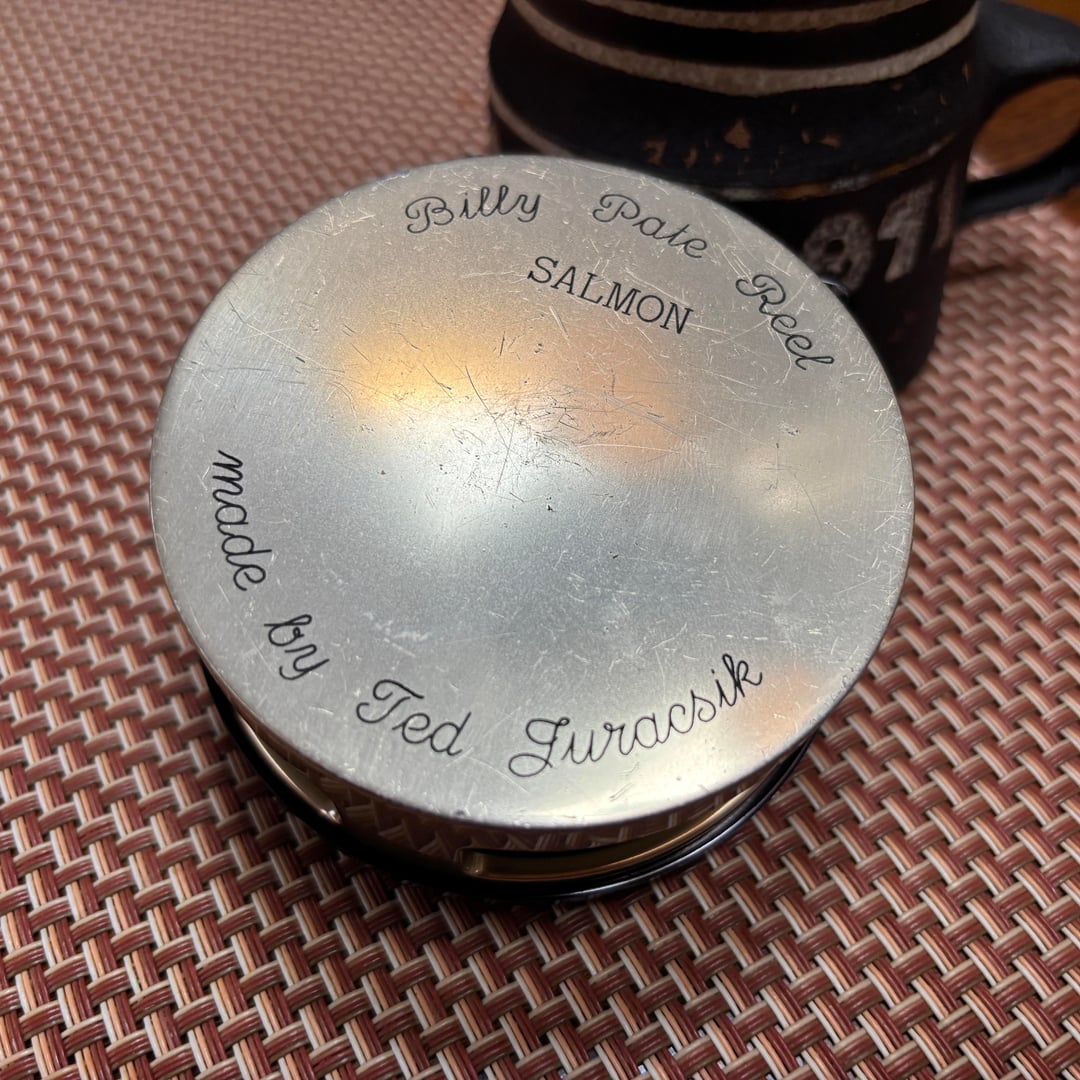 Billy Pate Reel
SALMON
made by Ted Juracsik